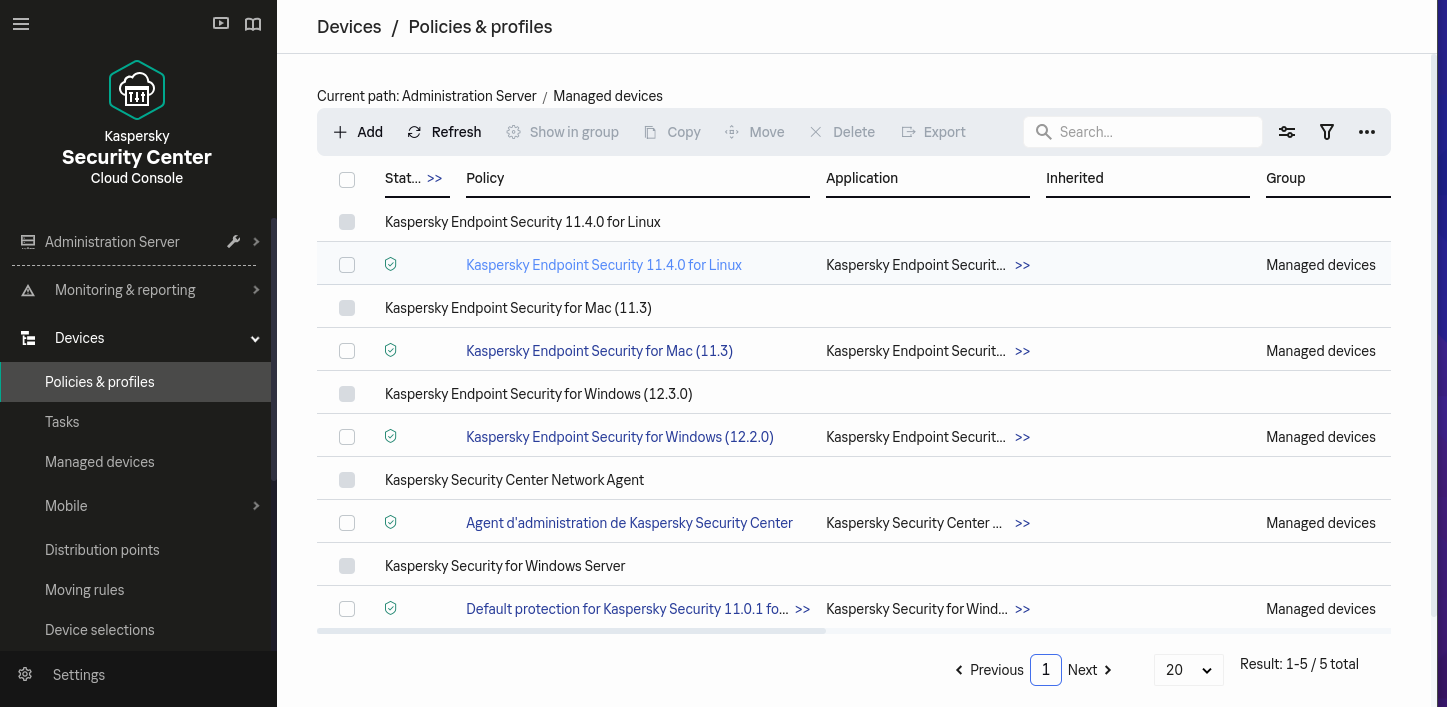 Devices / Policies & profiles
Kaspersky
Security Center
Cloud Console
Administration Server
Monitoring & reporting
Devices
Policies & profiles
Tasks
Managed devices
Mobile
Distribution points
Moving rules
Device selections
Settings
Current path: Administration Server / Managed devices
Add Refresh Show in group Copy Move Delete Export Search...
Stat... >> Policy Application Inherited Group
Kaspersky Endpoint Security 11.4.0 for Linux
Kaspersky Endpoint Security 11.4.0 for Linux Kaspersky Endpoint Securit... >> Managed devices
Kaspersky Endpoint Security for Mac (11.3)
Kaspersky Endpoint Security for Mac (11.3) Kaspersky Endpoint Securit... >> Managed devices
Kaspersky Endpoint Security for Windows (12.3.0)
Kaspersky Endpoint Security for Windows (12.2.0) Kaspersky Endpoint Securit... >> Managed devices
Kaspersky Security Center Network Agent
Agent d'administration de Kaspersky Security Center Kaspersky Security Center ... >> Managed devices
Kaspersky Security for Windows Server
Default protection for Kaspersky Security 11.0.1 fo... >> Kaspersky Security for Wind... >> Managed devices
Previous 1 Next 20 Result: 1-5 / 5 total